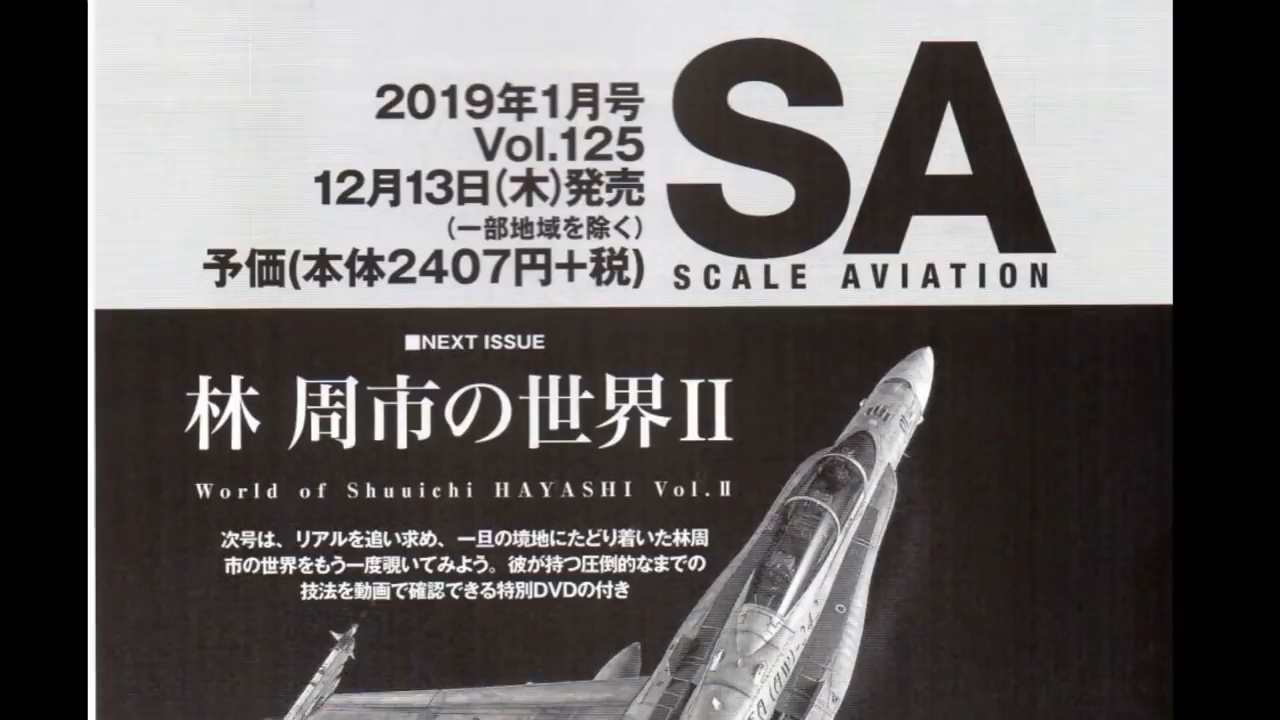 2019年1月号
Vol.125
12月13日(木)発売
(一部地域を除く)
予価(本体2407円+税)
SA
SCALE AVIATION
■NEXT ISSUE
林 周市の世界II
World of Shuuichi HAYASHI Vol.II
次号は、リアルを追い求め、一旦の境地にたどり着いた林周
市の世界をもう一度覗いてみよう。彼が持つ圧倒的なまでの
技法を動画で確認できる特別DVDの付き